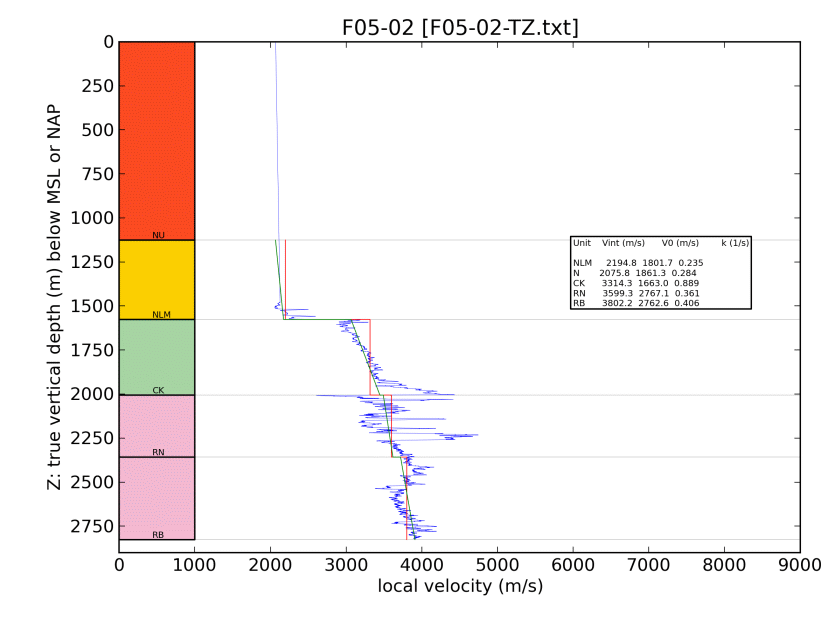 F05-02 [F05-02-TZ.txt]
Z: true vertical depth (m) below MSL or NAP
0
250
500
750
1000
1250
1500
1750
2000
2250
2500
2750
NU
NLM
CK
RN
RB
Unit Vint (m/s) V0 (m/s) k (1/s)
NLM 2194.8 1801.7 0.235
N 2075.8 1861.3 0.284
CK 3314.3 1663.0 0.889
RN 3599.3 2767.1 0.361
RB 3802.2 2762.6 0.406
0 1000 2000 3000 4000 5000 6000 7000 8000 9000
local velocity (m/s)